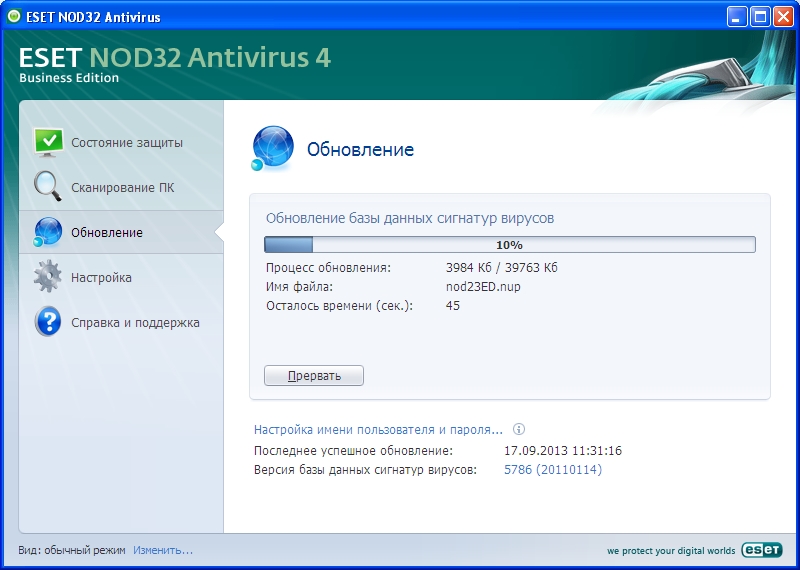 ESET NOD32 Antivirus
ESET NOD32 Antivirus 4
Business Edition
Состояние защиты
Сканирование ПК
Обновление
Настройка
Справка и поддержка
Обновление
Обновление базы данных сигнатур вирусов
10%
Процесс обновления: 3984 Кб / 39763 Кб
Имя файла: nod23ED.nup
Осталось времени (сек.): 45
Прервать
Настройка имени пользователя и пароля...
Последнее успешное обновление: 17.09.2013 11:31:16
Версия базы данных сигнатур вирусов: 5786 (20110114)
Вид: обычный режим Изменить...
we protect your digital worlds eset